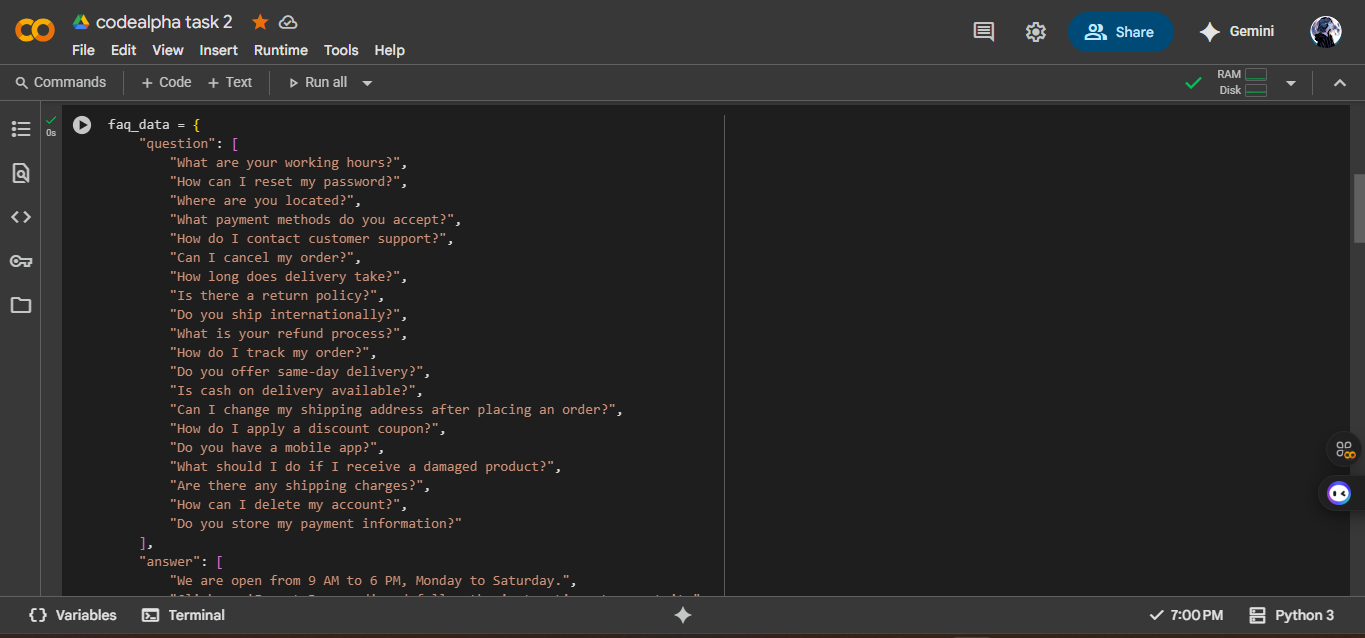 codealpha task 2
File Edit View Insert Runtime Tools Help
Share
Gemini
Commands + Code + Text Run all
RAM
Disk
0s
faq_data = {
"question": [
"What are your working hours?",
"How can I reset my password?",
"Where are you located?",
"What payment methods do you accept?",
"How do I contact customer support?",
"Can I cancel my order?",
"How long does delivery take?",
"Is there a return policy?",
"Do you ship internationally?",
"What is your refund process?",
"How do I track my order?",
"Do you offer same-day delivery?",
"Is cash on delivery available?",
"Can I change my shipping address after placing an order?",
"How do I apply a discount coupon?",
"Do you have a mobile app?",
"What should I do if I receive a damaged product?",
"Are there any shipping charges?",
"How can I delete my account?",
"Do you store my payment information?"
],
"answer": [
"We are open from 9 AM to 6 PM, Monday to Saturday.",
{} Variables Terminal
7:00 PM Python 3